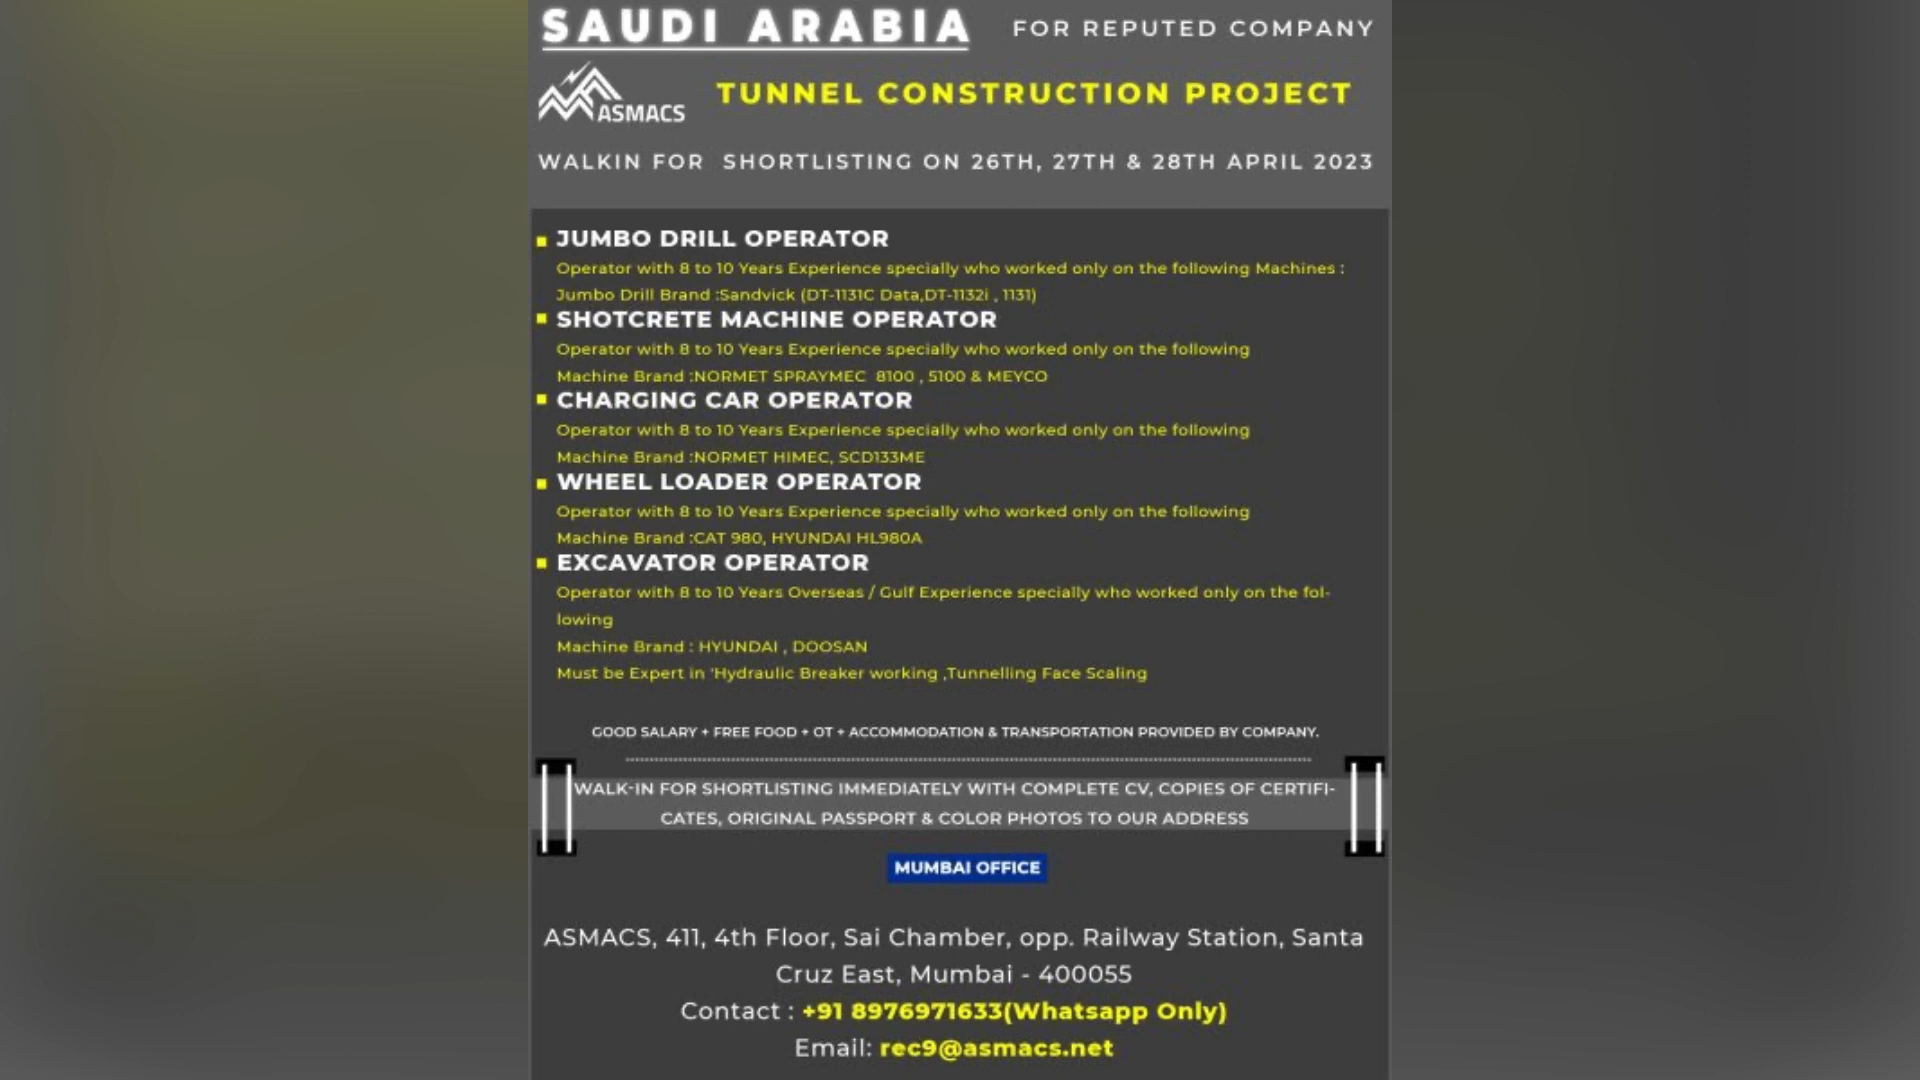 SAUDI ARABIA FOR REPUTED COMPANY
ASMACS TUNNEL CONSTRUCTION PROJECT
WALKIN FOR SHORTLISTING ON 26TH, 27TH & 28TH APRIL 2023
JUMBO DRILL OPERATOR
Operator with 8 to 10 Years Experience specially who worked only on the following Machines :
Jumbo Drill Brand :Sandvick (DT-1131C Data,DT-1132i , 1131)
SHOTCRETE MACHINE OPERATOR
Operator with 8 to 10 Years Experience specially who worked only on the following
Machine Brand :NORMET SPRAYMEC 8100 , 5100 & MEYCO
CHARGING CAR OPERATOR
Operator with 8 to 10 Years Experience specially who worked only on the following
Machine Brand :NORMET HIMEC, SCD133ME
WHEEL LOADER OPERATOR
Operator with 8 to 10 Years Experience specially who worked only on the following
Machine Brand :CAT 980, HYUNDAI HL980A
EXCAVATOR OPERATOR
Operator with 8 to 10 Years Overseas / Gulf Experience specially who worked only on the fol-
lowing
Machine Brand : HYUNDAI , DOOSAN
Must be Expert in 'Hydraulic Breaker working ,Tunnelling Face Scaling
GOOD SALARY + FREE FOOD + OT + ACCOMMODATION & TRANSPORTATION PROVIDED BY COMPANY.
WALK-IN FOR SHORTLISTING IMMEDIATELY WITH COMPLETE CV, COPIES OF CERTIFI-
CATES, ORIGINAL PASSPORT & COLOR PHOTOS TO OUR ADDRESS
MUMBAI OFFICE
ASMACS, 411, 4th Floor, Sai Chamber, opp. Railway Station, Santa
Cruz East, Mumbai - 400055
Contact : +91 8976971633(Whatsapp Only)
Email: rec9@asmacs.net